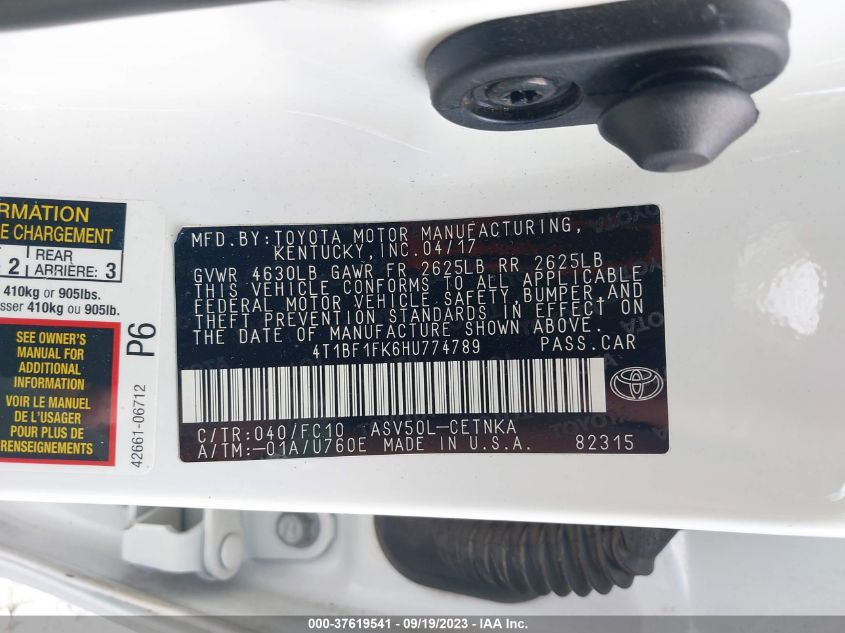 RMATION
E CHARGEMENT
2 REAR ARRIÈRE: 3
410kg or 905lbs.
sser 410kg ou 905lb.
SEE OWNER'S
MANUAL FOR
ADDITIONAL
INFORMATION
VOIR LE MANUEL
DE L'USAGER
POUR PLUS DE
RENSEIGNEMENTS
P6
42661-06712
MFD.BY:TOYOTA MOTOR MANUFACTURING,
KENTUCKY,INC.04/17
GVWR 4630LB GAWR FR 2625LB RR 2625LB
THIS VEHICLE CONFORMS TO ALL APPLICABLE
FEDERAL MOTOR VEHICLE SAFETY,BUMPER,AND
THEFT PREVENTION STANDARDS IN EFFECT ON
THE DATE OF MANUFACTURE SHOWN ABOVE.
4T1BF1FK6HU774789 PASS.CAR
C/TR:040/FC10 ASV50L-CETNKA
A/TM:-01A/U760E MADE IN U.S.A. 82315
000-37619541 - 09/19/2023 - IAA Inc.